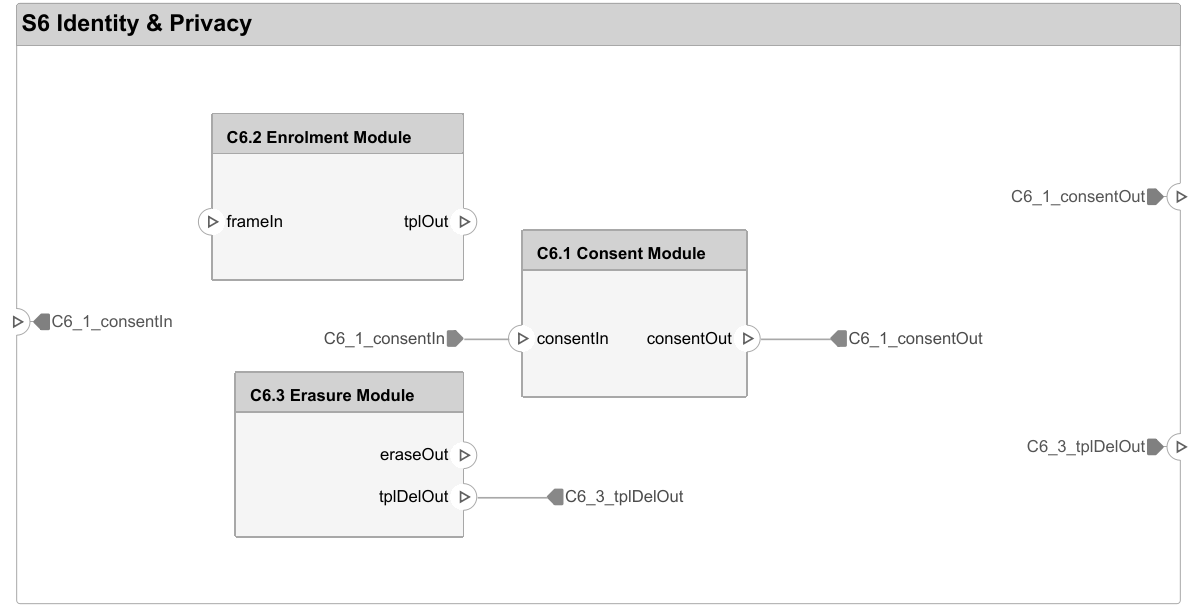 S6 Identity & Privacy
C6.2 Enrolment Module
frameIn
tplOut
C6_1_consentOut
C6.1 Consent Module
C6_1_consentIn
C6_1_consentIn
consentIn
consentOut
C6_1_consentOut
C6.3 Erasure Module
eraseOut
C6_3_tplDelOut
tplDelOut
C6_3_tplDelOut